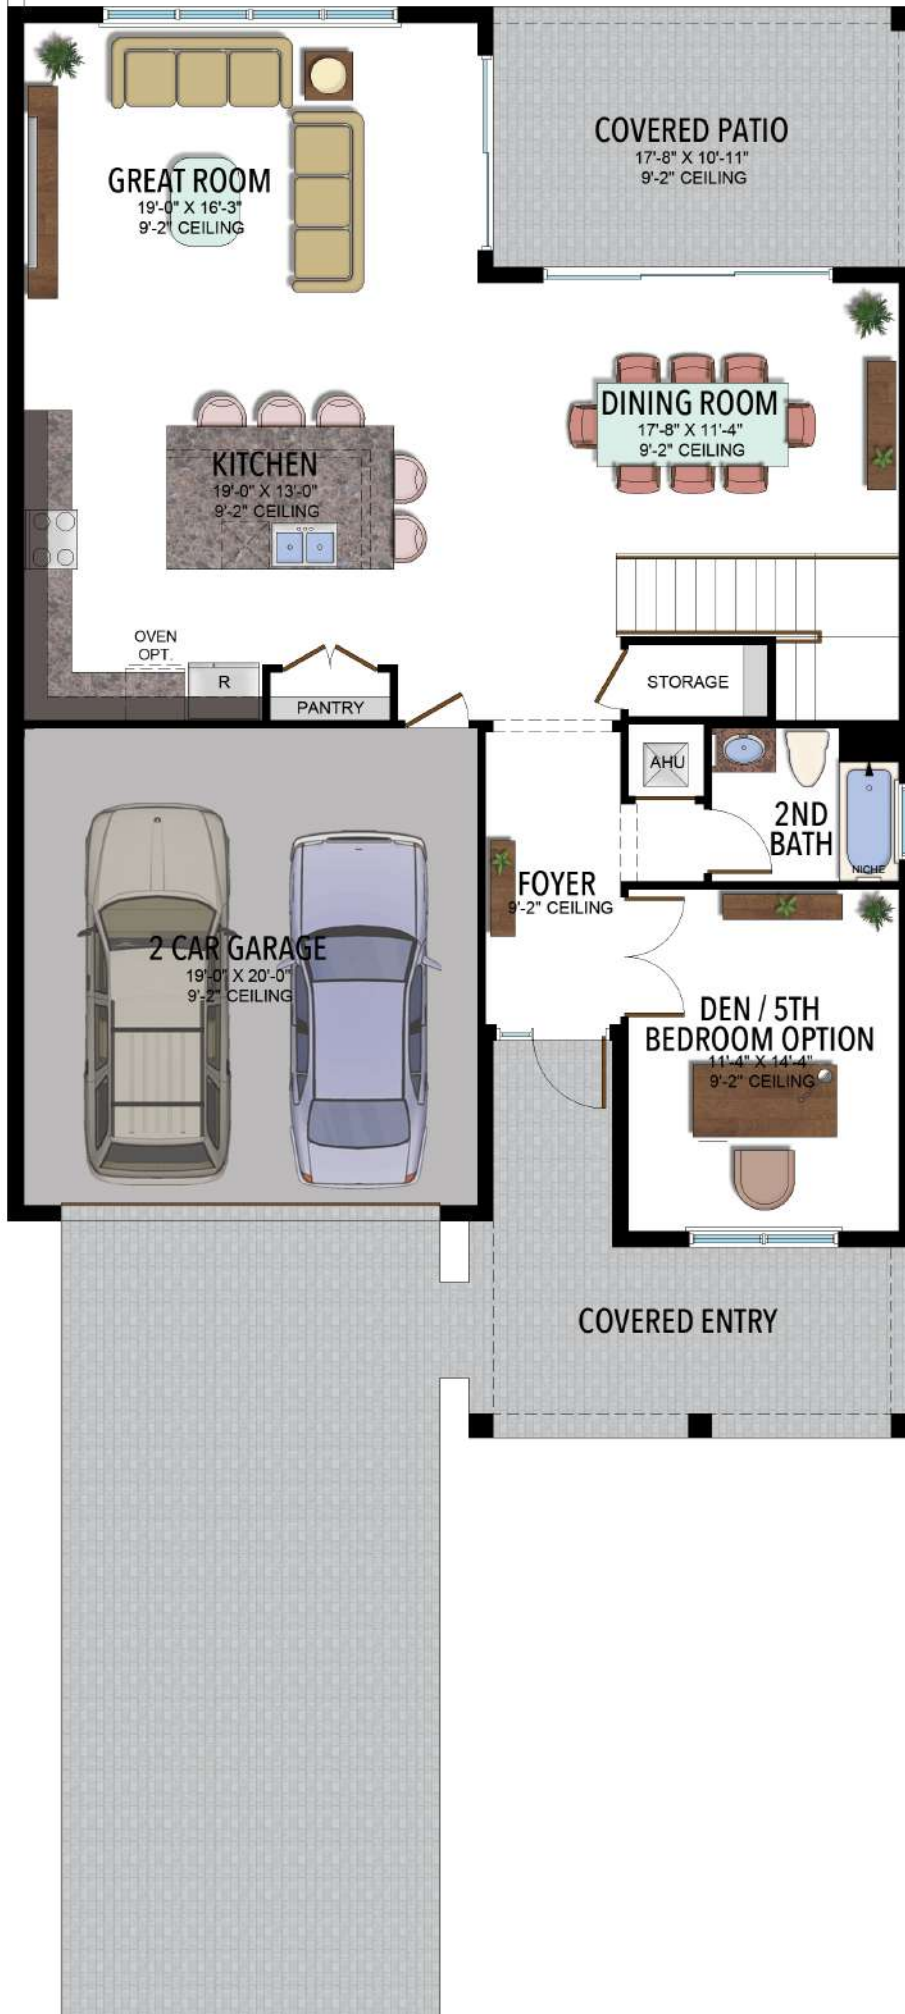 COVERED PATIO
17'-8" X 10'-11"
9'-2" CEILING
GREAT ROOM
19'-0" X 16'-3"
9'-2" CEILING
DINING ROOM
17'-8" X 11'-4"
9'-2" CEILING
KITCHEN
19'-0" X 13'-0"
9'-2" CEILING
OVEN
OPT.
R
PANTRY
STORAGE
AHU
2ND
BATH
NICHE
FOYER
9'-2" CEILING
2 CAR GARAGE
19'-0" X 20'-0"
9'-2" CEILING
DEN / 5TH
BEDROOM OPTION
11'-4" X 14'-4"
9'-2" CEILING
COVERED ENTRY